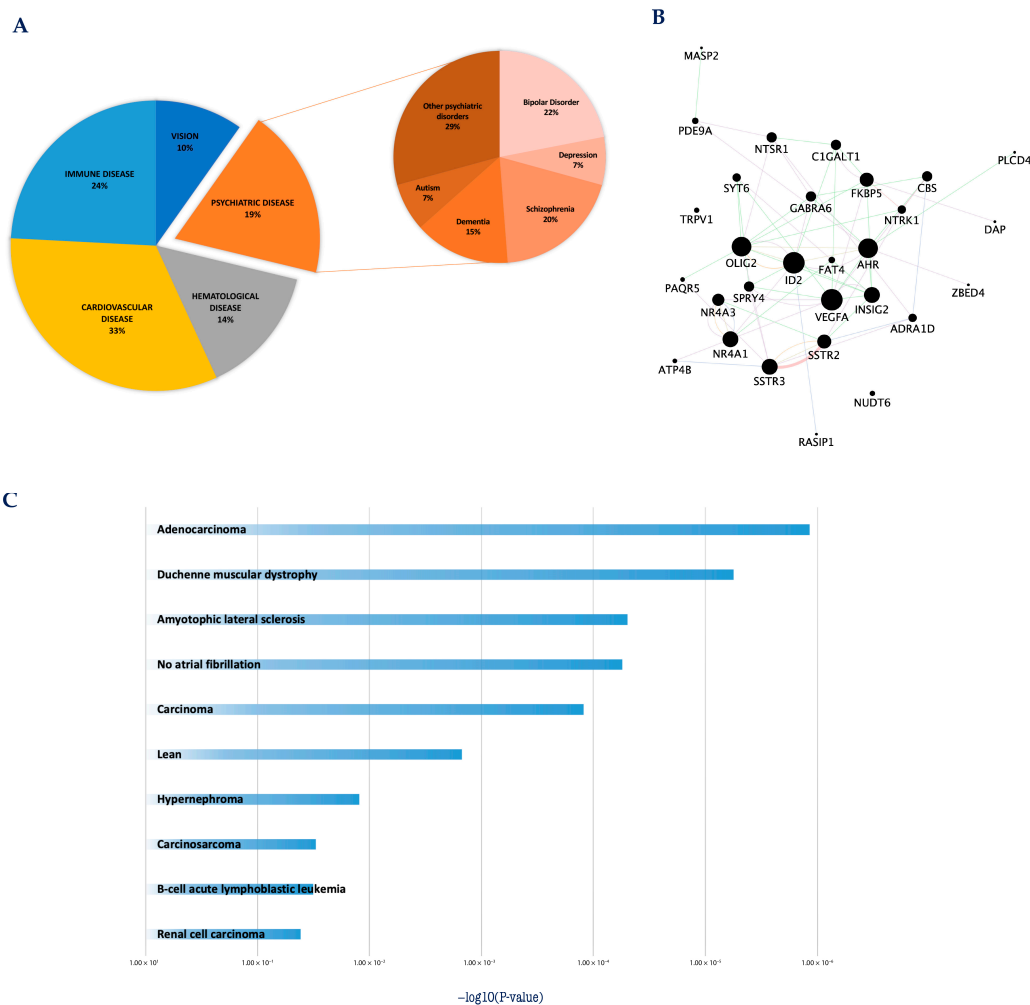 A
B
VISION
10%
IMMUNE DISEASE
24%
PSYCHIATRIC DISEASE
19%
CARDIOVASCULAR
DISEASE
33%
HEMATOLOGICAL
DISEASE
14%
Other psychiatric
disorders
29%
Bipolar Disorder
22%
Depression
7%
Autism
7%
Dementia
15%
Schizophrenia
20%
MASP2
PDE9A
NTSR1
C1GALT1
PLCD4
SYT6
FKBP5
CBS
GABRA6
TRPV1
NTRK1
DAP
OLIG2
ID2
FAT4
AHR
PAQR5
SPRY4
ZBED4
NR4A3
VEGFA
INSIG2
ADRA1D
NR4A1
SSTR2
ATP4B
SSTR3
NUDT6
RASIP1
C
Adenocarcinoma
Duchenne muscular dystrophy
Amyotophic lateral sclerosis
No atrial fibrillation
Carcinoma
Lean
Hypernephroma
Carcinosarcoma
B-cell acute lymphoblastic leukemia
Renal cell carcinoma
1.00 × 10¹ 1.00 × 10⁻¹ 1.00 × 10⁻² 1.00 × 10⁻³ 1.00 × 10⁻⁴ 1.00 × 10⁻⁵ 1.00 × 10⁻⁶
−log10(P-value)